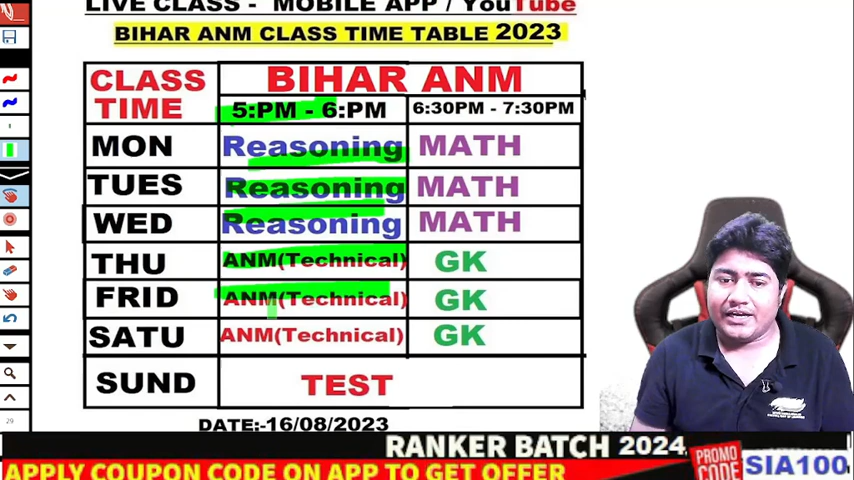 LIVE CLASS - MOBILE APP / YouTube
BIHAR ANM CLASS TIME TABLE 2023
CLASS TIME BIHAR ANM
5:PM - 6:PM 6:30PM - 7:30PM
MON Reasoning MATH
TUES Reasoning MATH
WED Reasoning MATH
THU ANM(Technical) GK
FRID ANM(Technical) GK
SATU ANM(Technical) GK
SUND TEST
DATE:-16/08/2023
RANKER BATCH 2024
APPLY COUPON CODE ON APP TO GET OFFER
PROMO CODE SIA100
29